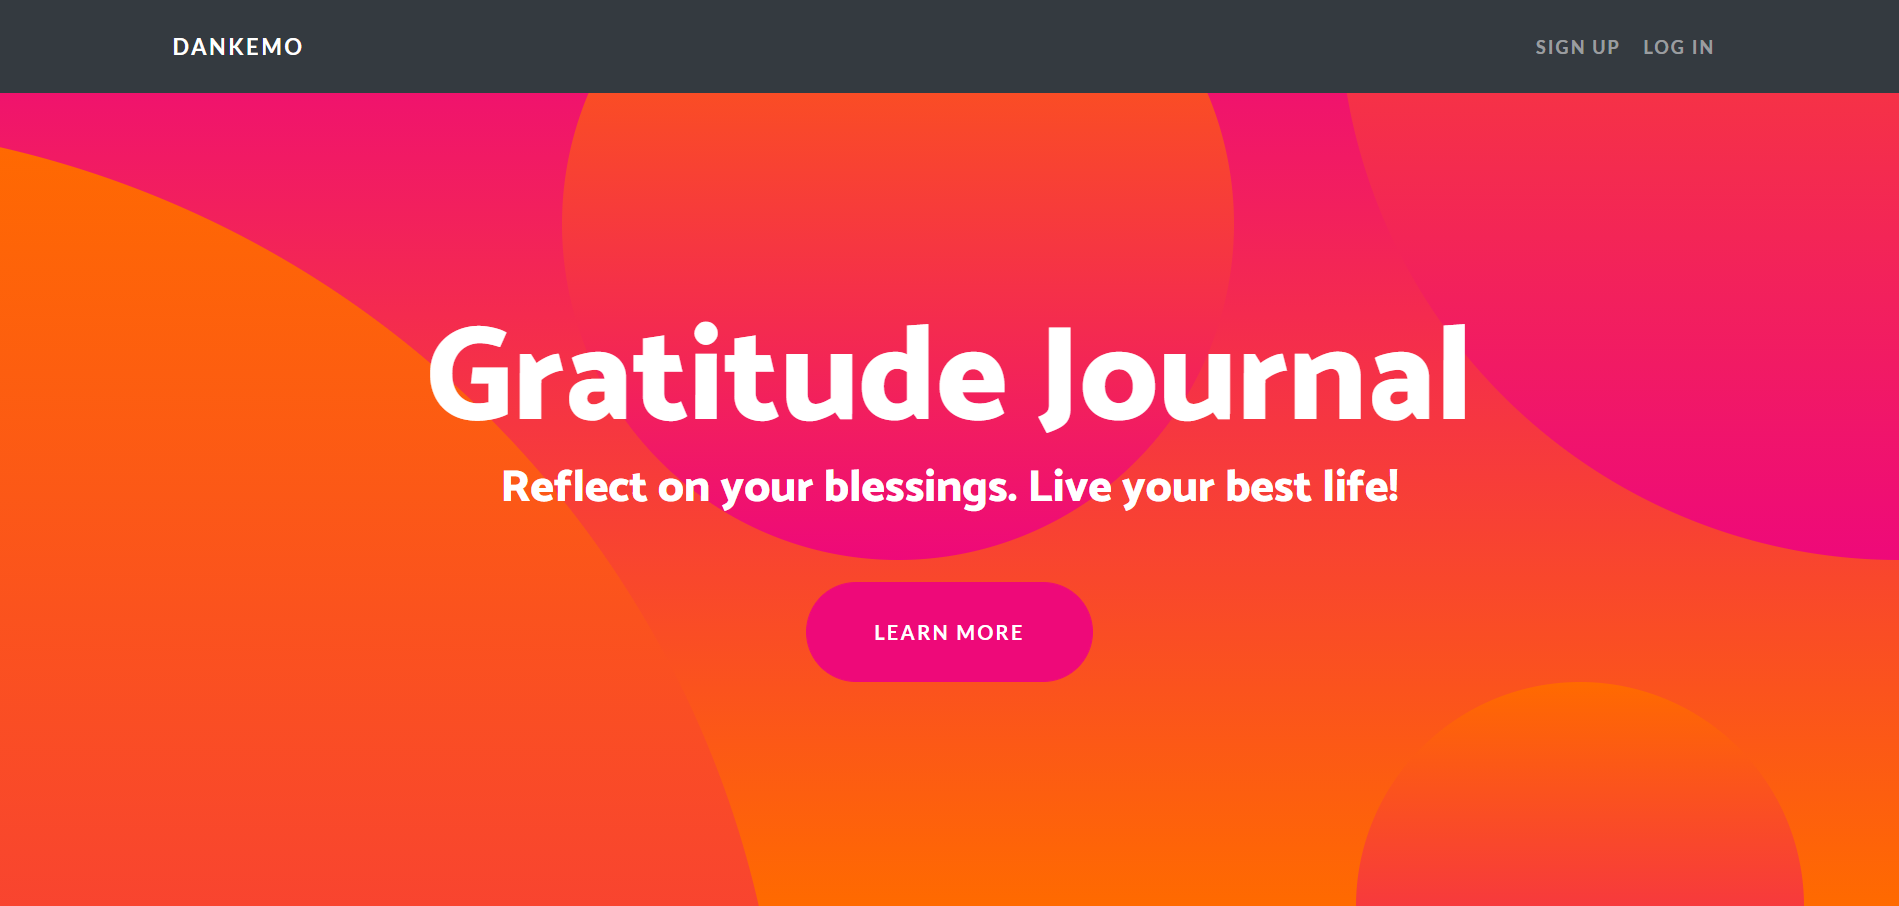 DANKEMO
SIGN UP LOG IN
Gratitude Journal
Reflect on your blessings. Live your best life!
LEARN MORE